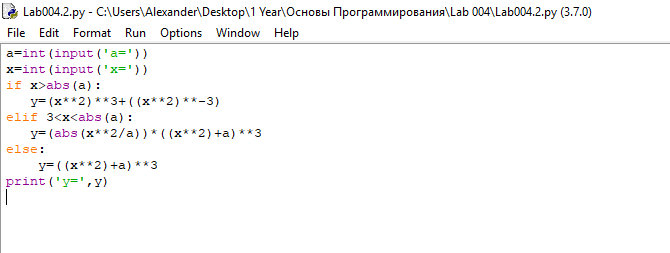 Lab004.2.py - C:\Users\Alexander\Desktop\1 Year\Основы Программирования\Lab 004\Lab004.2.py (3.7.0)
File Edit Format Run Options Window Help
a=int(input('a='))
x=int(input('x='))
if x>abs(a):
    y=(x**2)**3+((x**2)**-3)
elif 3<x<abs(a):
    y=(abs(x**2/a))*((x**2)+a)**3
else:
    y=((x**2)+a)**3
print('y=',y)